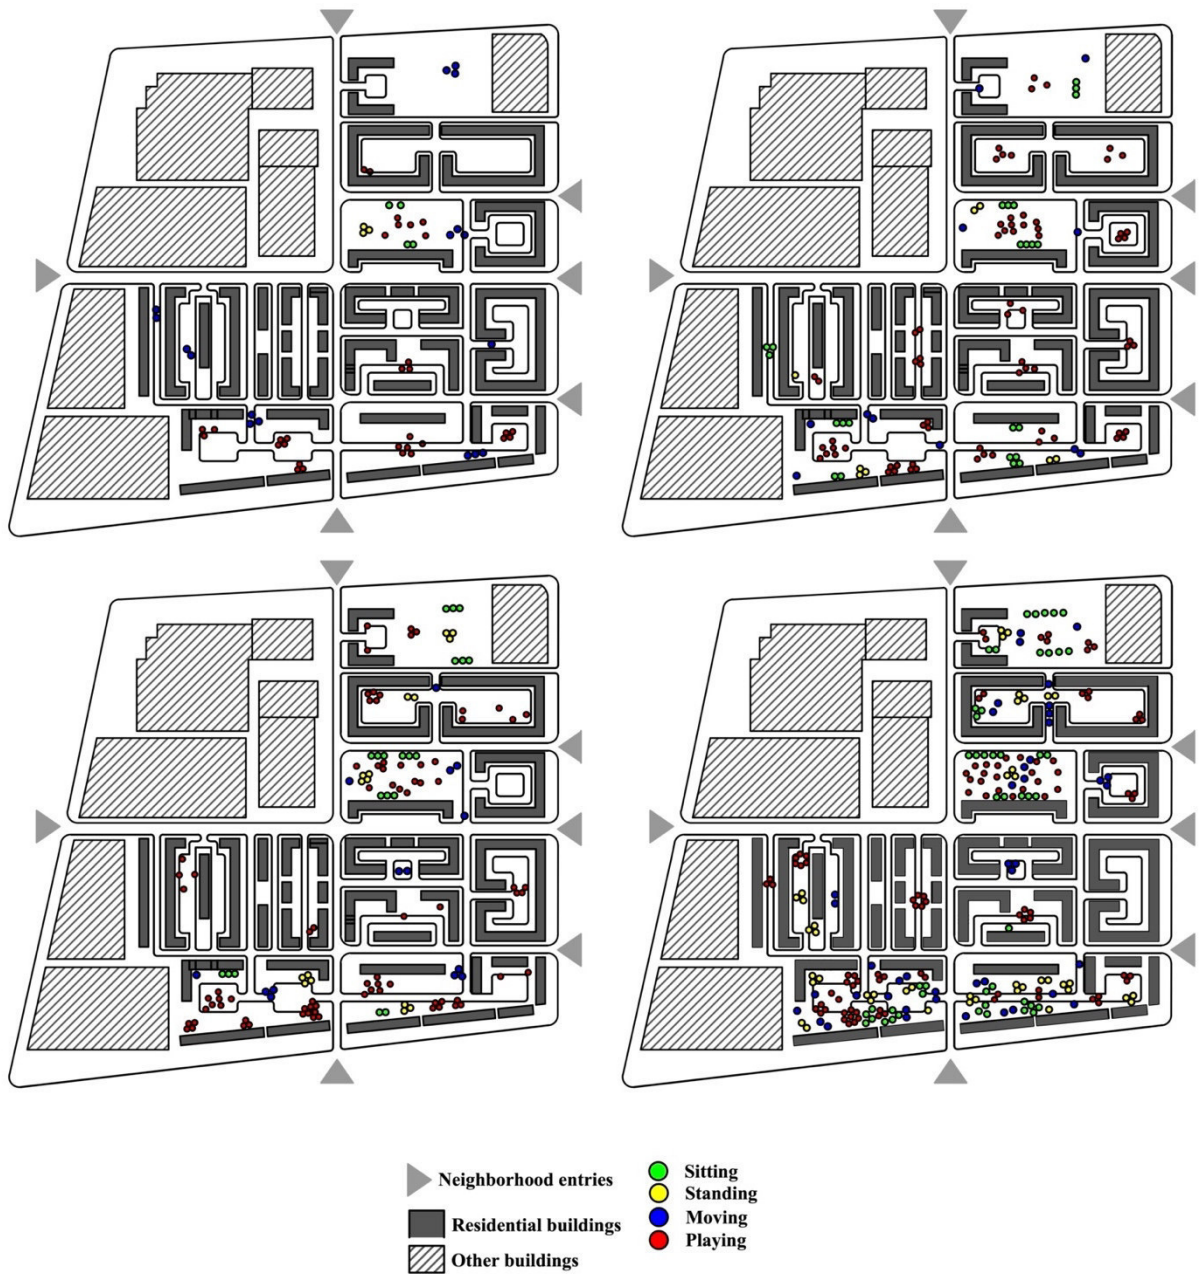 Neighborhood entries
Residential buildings
Other buildings
Sitting
Standing
Moving
Playing